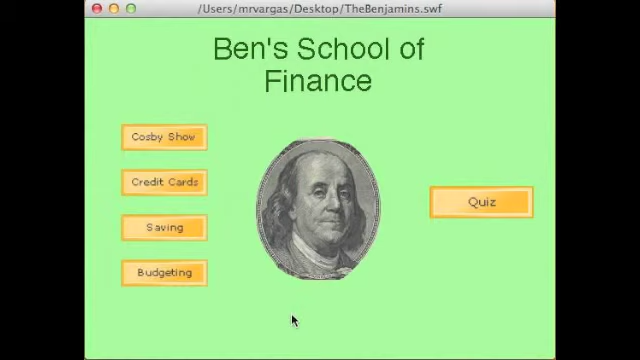 /Users/mrvargas/Desktop/TheBenjamins.swf
Ben's School of
Finance
Cosby Show
Credit Cards
Saving
Budgeting
Quiz